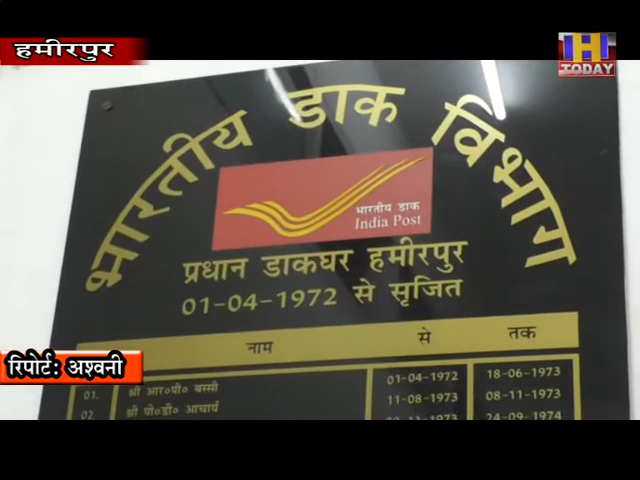 हमीरपुर
H
TODAY
भारतीय डाक विभाग
भारतीय डाक
India Post
प्रधान डाकघर हमीरपुर
01-04-1972 से सृजित
नाम से तक
01. श्री आर०पी० बस्सी 01-04-1972 18-06-1973
02. श्री पी०डी० आचार्य 11-08-1973 08-11-1973
-11-1973 24-09-1974
रिपोर्ट: अश्वनी